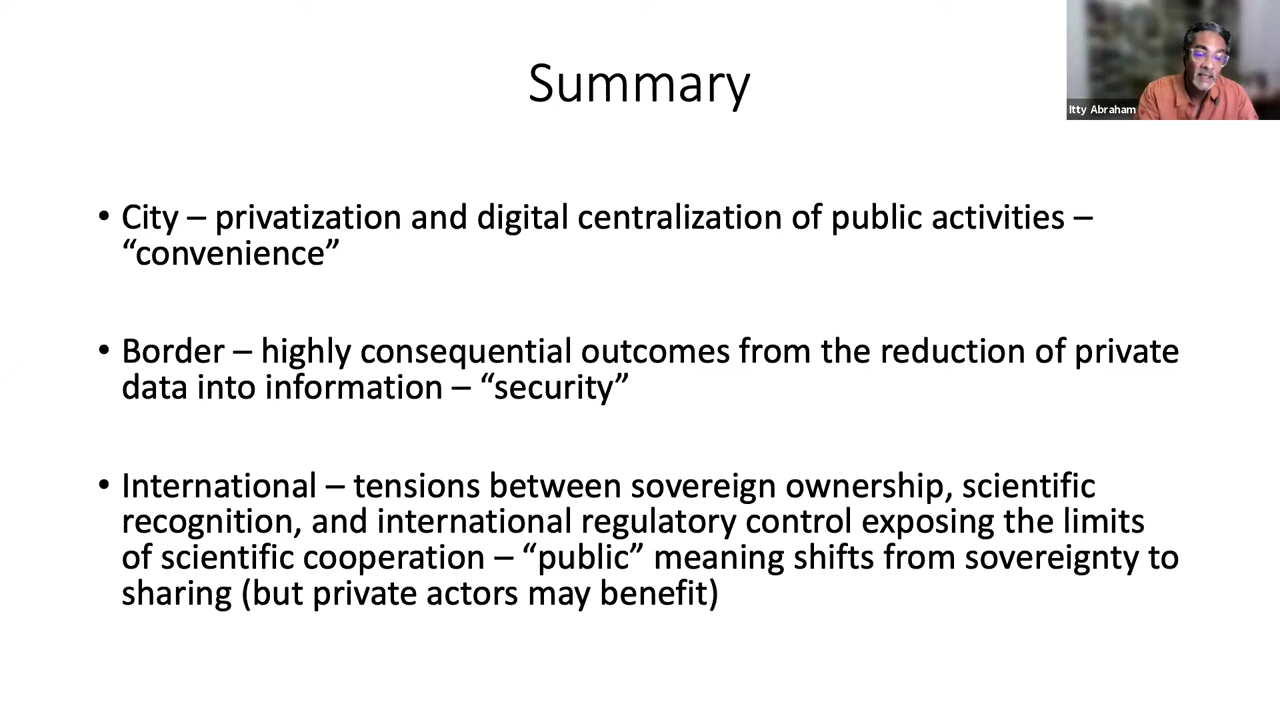 Summary
Itty Abraham
• City – privatization and digital centralization of public activities –
“convenience”
• Border – highly consequential outcomes from the reduction of private
data into information – “security”
• International – tensions between sovereign ownership, scientific
recognition, and international regulatory control exposing the limits
of scientific cooperation – “public” meaning shifts from sovereignty to
sharing (but private actors may benefit)